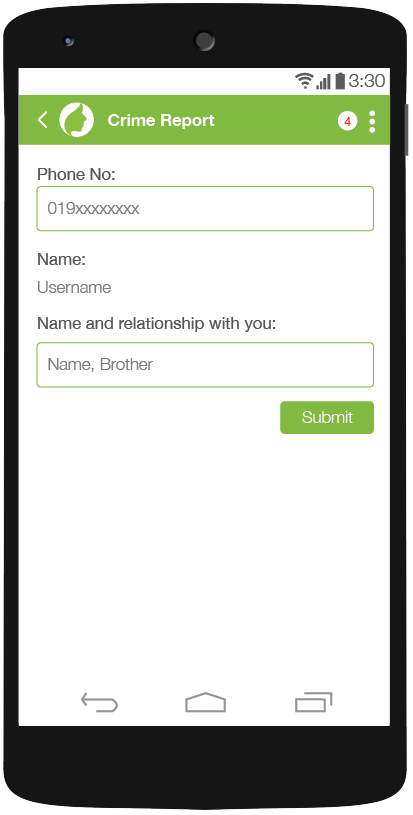 3:30
Crime Report
4
Phone No:
019xxxxxxxx
Name:
Username
Name and relationship with you:
Name, Brother
Submit